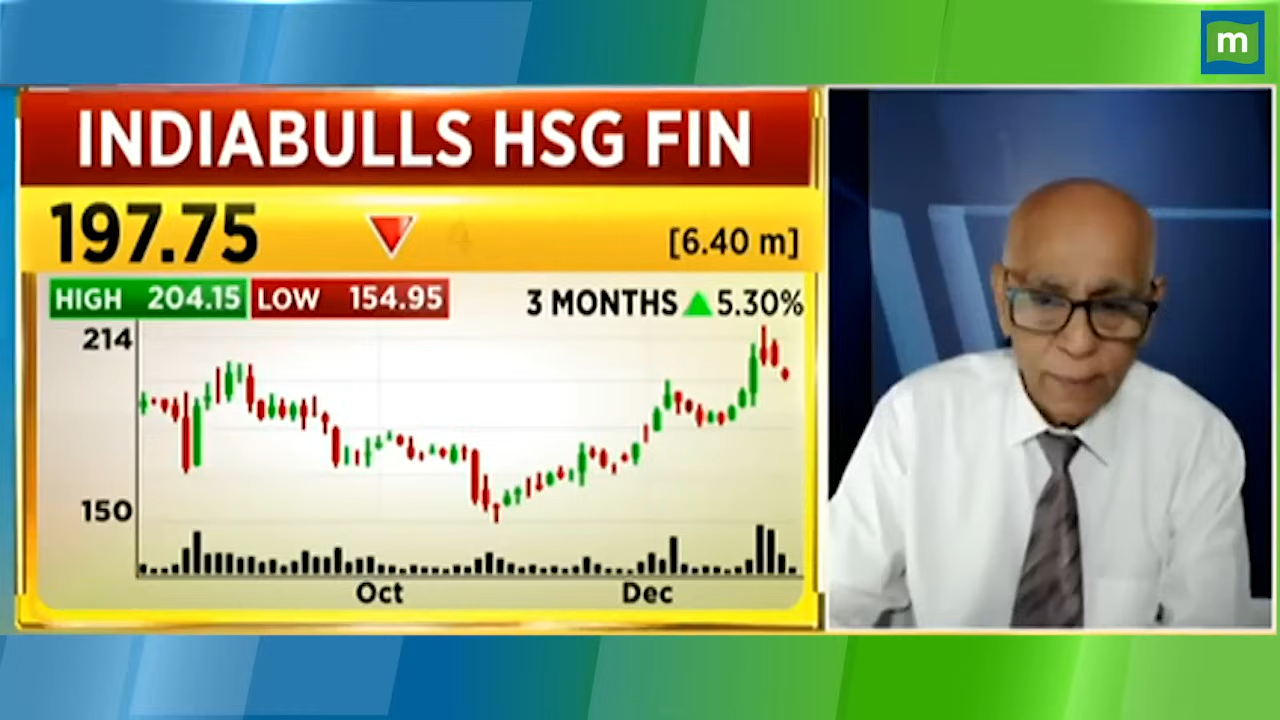 m
INDIABULLS HSG FIN
197.75 [6.40 m]
HIGH 204.15 LOW 154.95 3 MONTHS 5.30%
214
150
Oct Dec